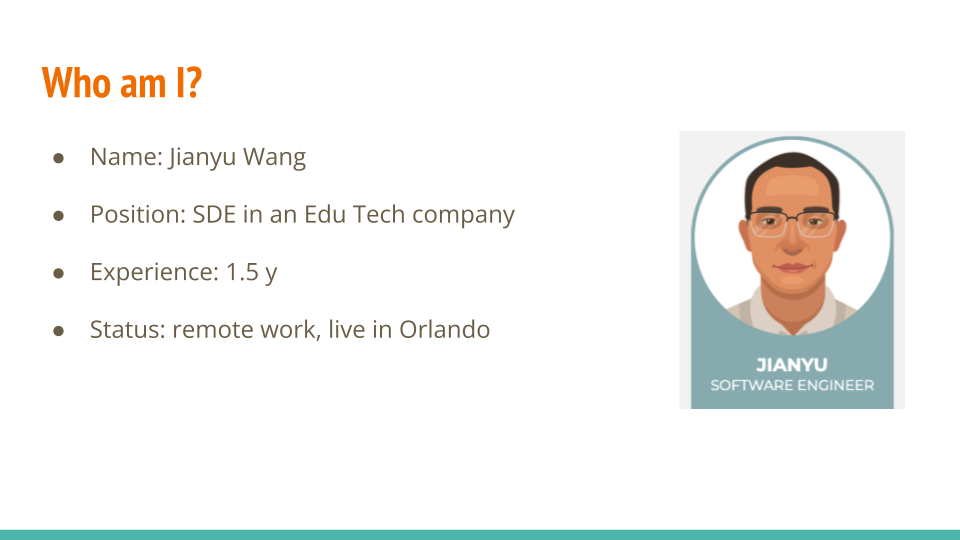 Who am I?
● Name: Jianyu Wang
● Position: SDE in an Edu Tech company
● Experience: 1.5 y
● Status: remote work, live in Orlando
JIANYU
SOFTWARE ENGINEER